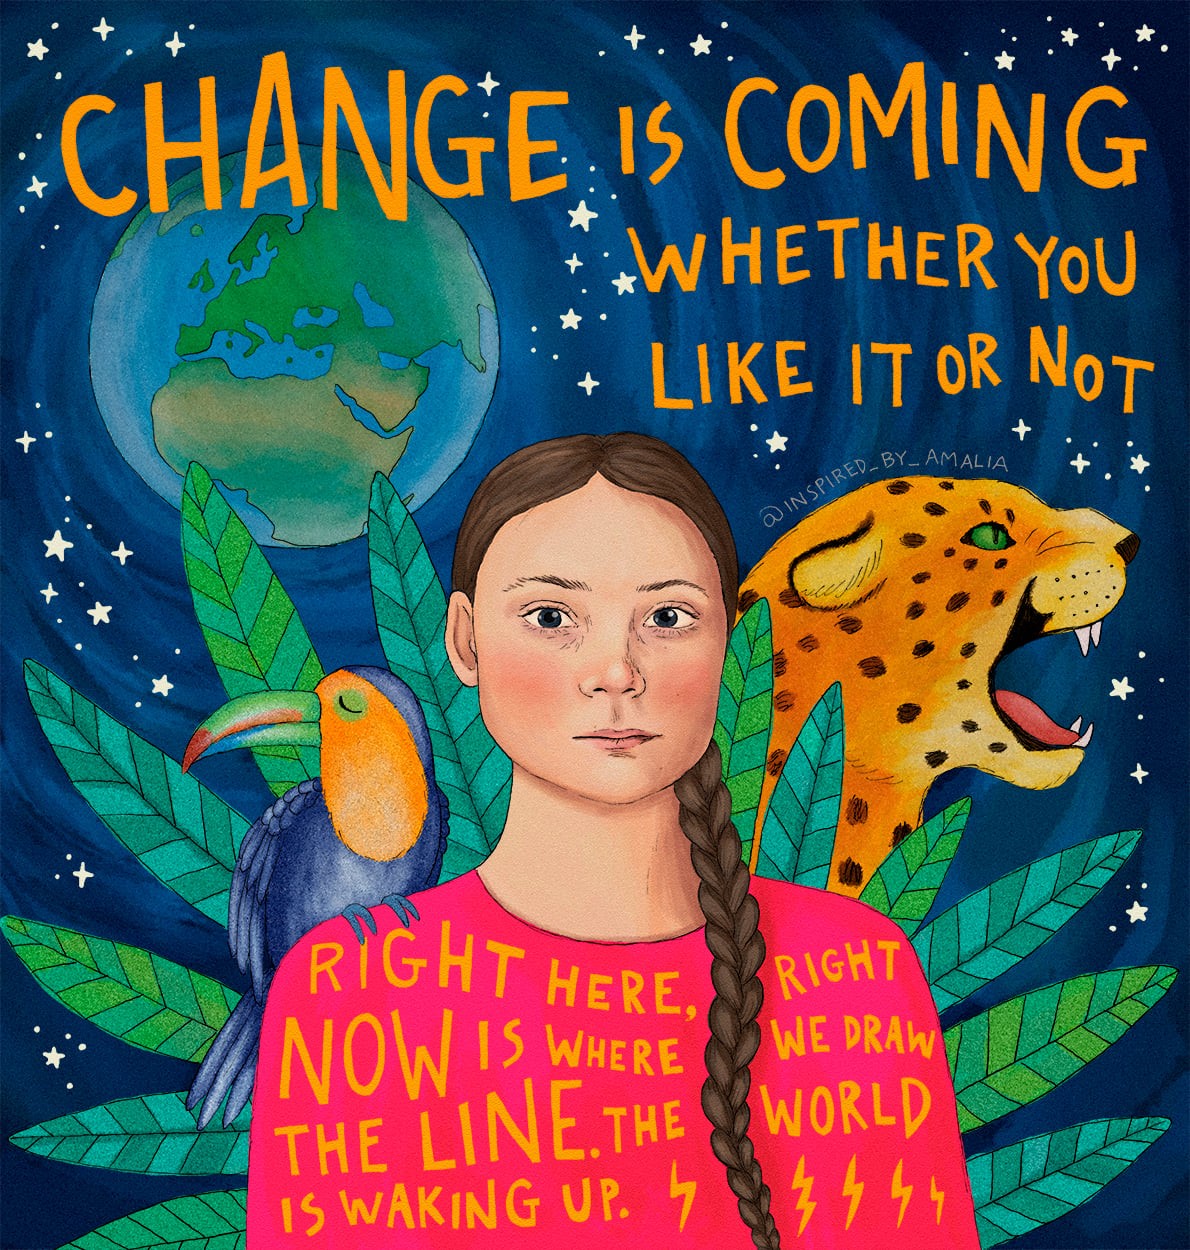 CHANGE IS COMING
WHETHER YOU
LIKE IT OR NOT
@INSPIRED_BY_AMALIA
RIGHT HERE, RIGHT
NOW IS WHERE WE DRAW
THE LINE. THE WORLD
IS WAKING UP.